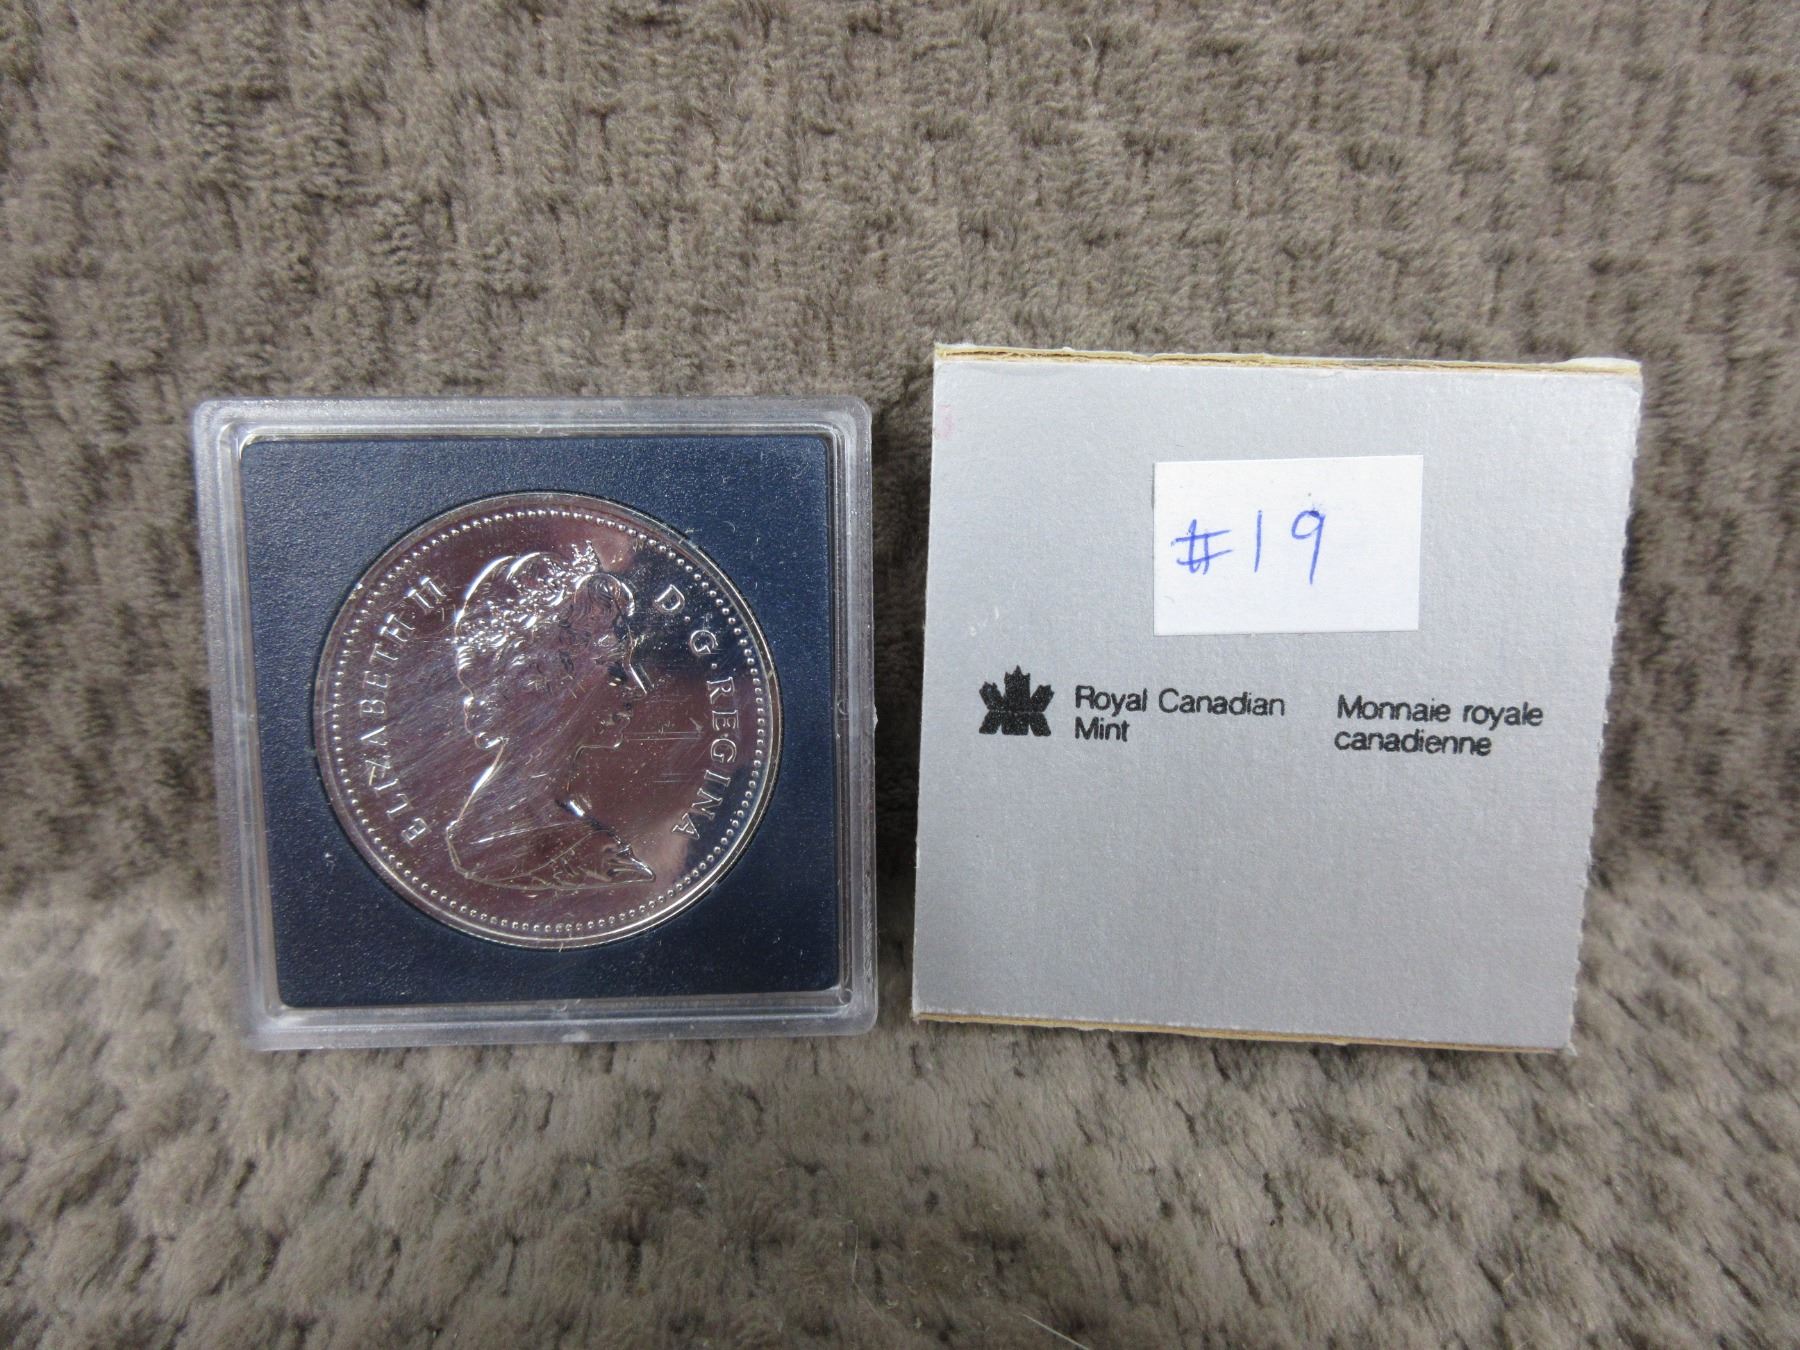 ELIZABETH II D·G·REGINA
#19
Royal Canadian
Mint
Monnaie royale
canadienne